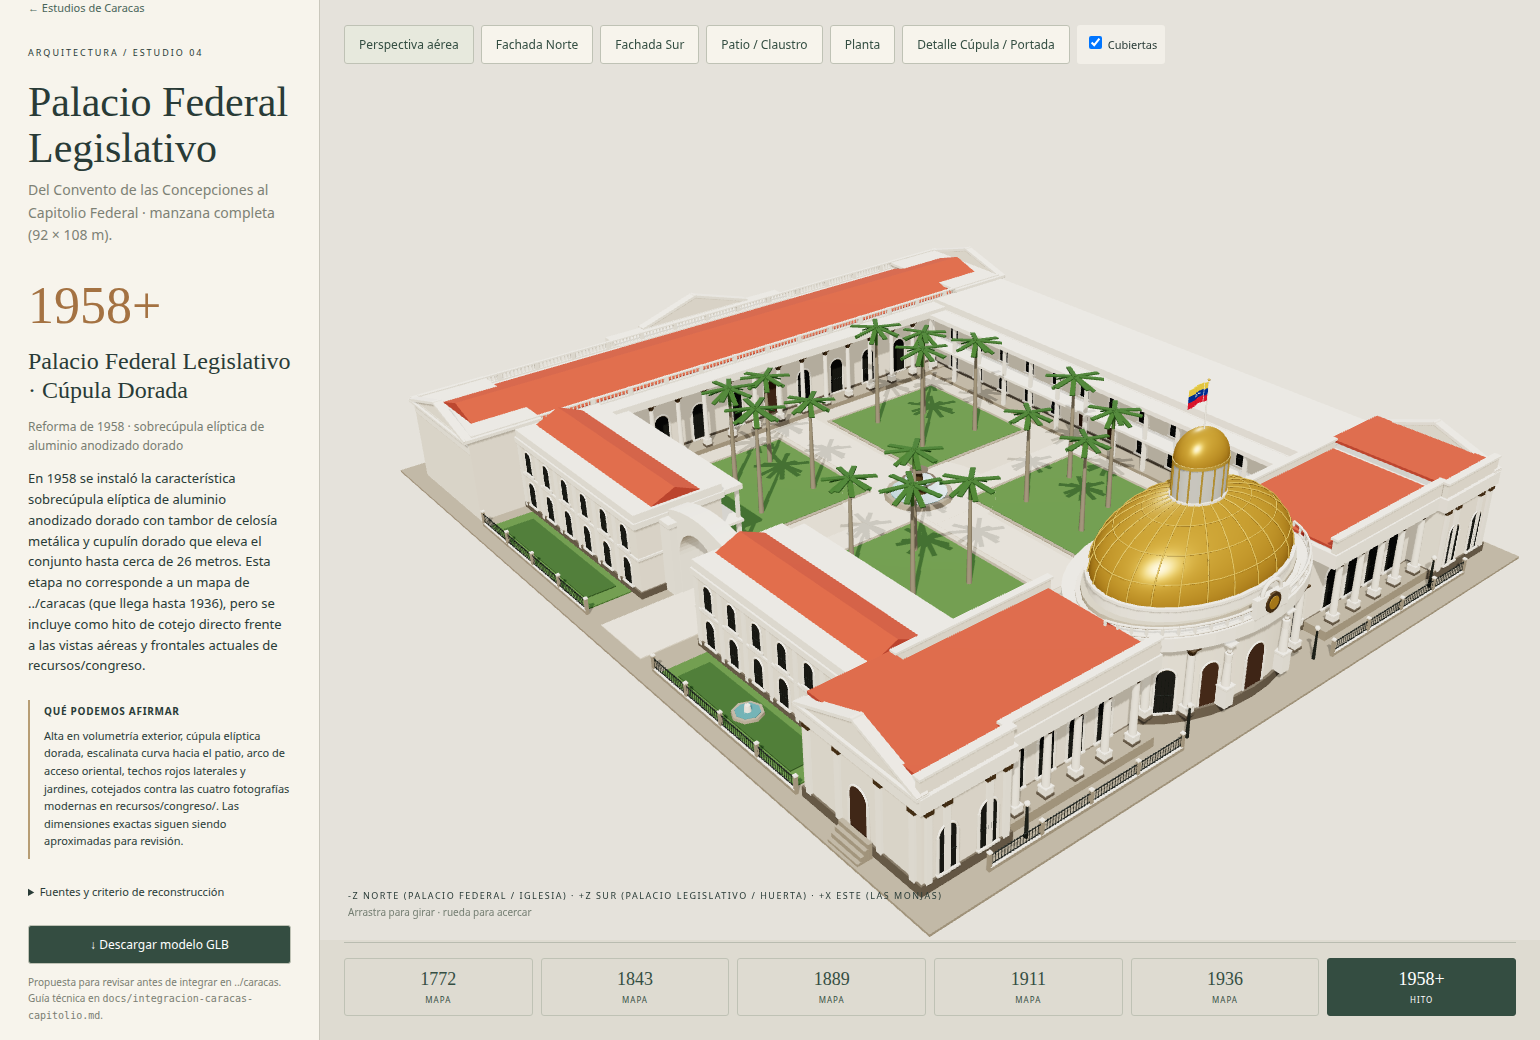 ← Estudios de Caracas
ARQUITECTURA / ESTUDIO 04
Palacio Federal
Legislativo
Del Convento de las Concepciones al
Capitolio Federal · manzana completa
(92 × 108 m).
1958+
Palacio Federal Legislativo
· Cúpula Dorada
Reforma de 1958 · sobrecúpula elíptica de
aluminio anodizado dorado
En 1958 se instaló la característica
sobrecúpula elíptica de aluminio
anodizado dorado con tambor de celosía
metálica y cupulín dorado que eleva el
conjunto hasta cerca de 26 metros. Esta
etapa no corresponde a un mapa de
../caracas (que llega hasta 1936), pero se
incluye como hito de cotejo directo frente
a las vistas aéreas y frontales actuales de
recursos/congreso.
QUÉ PODEMOS AFIRMAR
Alta en volumetría exterior, cúpula elíptica
dorada, escalinata curva hacia el patio, arco de
acceso oriental, techos rojos laterales y
jardines, cotejados contra las cuatro fotografías
modernas en recursos/congreso/. Las
dimensiones exactas siguen siendo
aproximadas para revisión.
▶ Fuentes y criterio de reconstrucción
↓ Descargar modelo GLB
Propuesta para revisar antes de integrar en ../caracas.
Guía técnica en docs/integracion-caracas-
capitolio.md.
Perspectiva aérea
Fachada Norte
Fachada Sur
Patio / Claustro
Planta
Detalle Cúpula / Portada
Cubiertas
-Z NORTE (PALACIO FEDERAL / IGLESIA) · +Z SUR (PALACIO LEGISLATIVO / HUERTA) · +X ESTE (LAS MONJAS)
Arrastra para girar · rueda para acercar
1772
MAPA
1843
MAPA
1889
MAPA
1911
MAPA
1936
MAPA
1958+
HITO